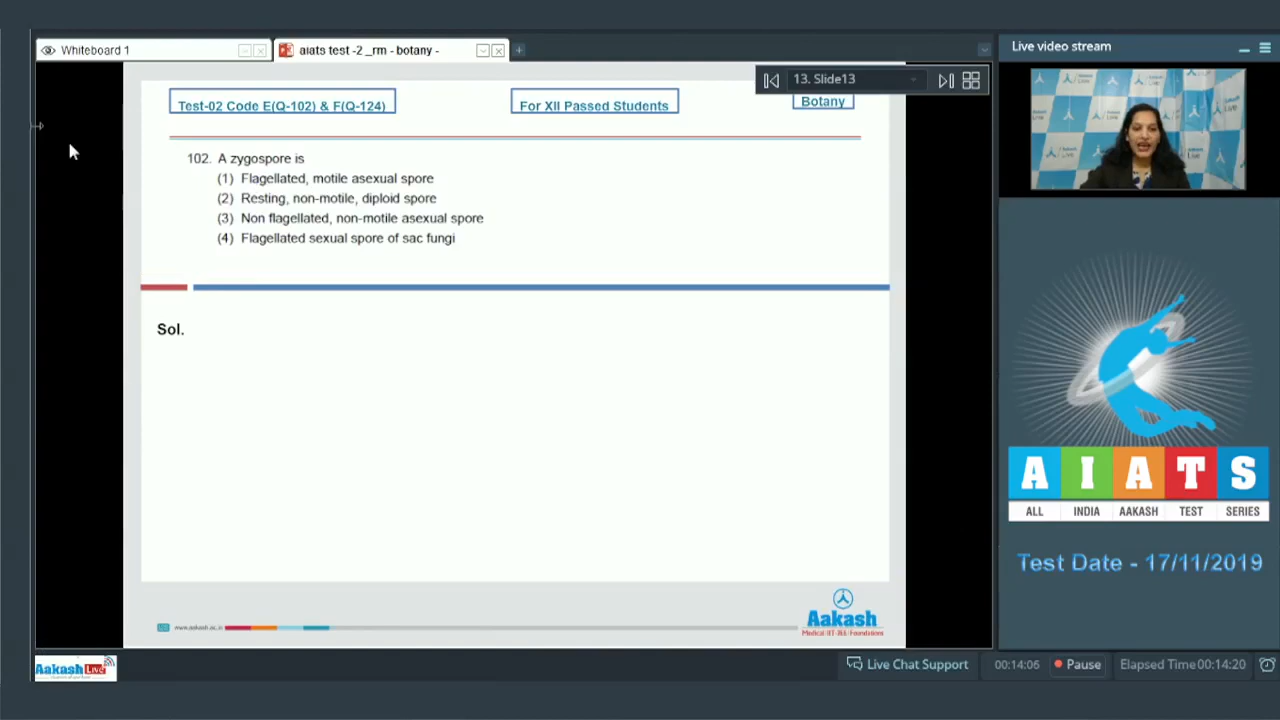 Whiteboard 1
aiats test -2 _rm - botany -
Live video stream
13. Slide13
Test-02 Code E(Q-102) & F(Q-124)
For XII Passed Students
Botany
102. A zygospore is
(1) Flagellated, motile asexual spore
(2) Resting, non-motile, diploid spore
(3) Non flagellated, non-motile asexual spore
(4) Flagellated sexual spore of sac fungi
Sol.
A I A T S
ALL INDIA AAKASH TEST SERIES
Test Date - 17/11/2019
www.aakash.ac.in
Aakash
Medical|IIT-JEE|Foundations
Aakash Live
Live Chat Support
00:14:06
Pause
Elapsed Time 00:14:20